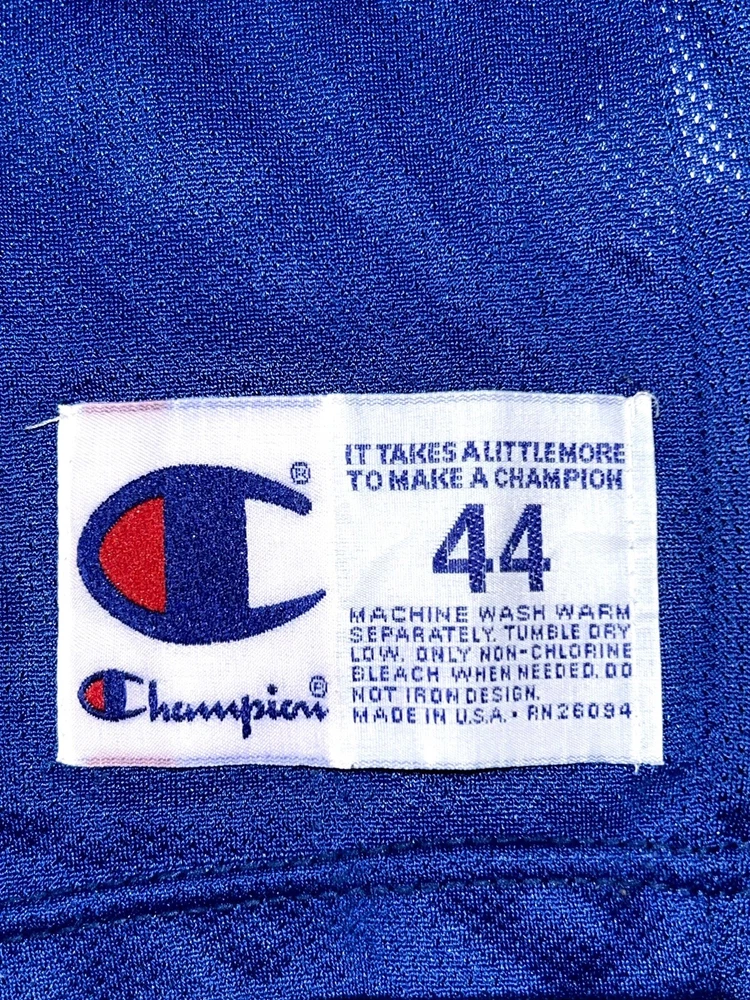 ®
Champion®
IT TAKES A LITTLE MORE
TO MAKE A CHAMPION
44
MACHINE WASH WARM
SEPARATELY. TUMBLE DRY
LOW. ONLY NON-CHLORINE
BLEACH WHEN NEEDED. DO
NOT IRON DESIGN.
MADE IN U.S.A. • RN26094